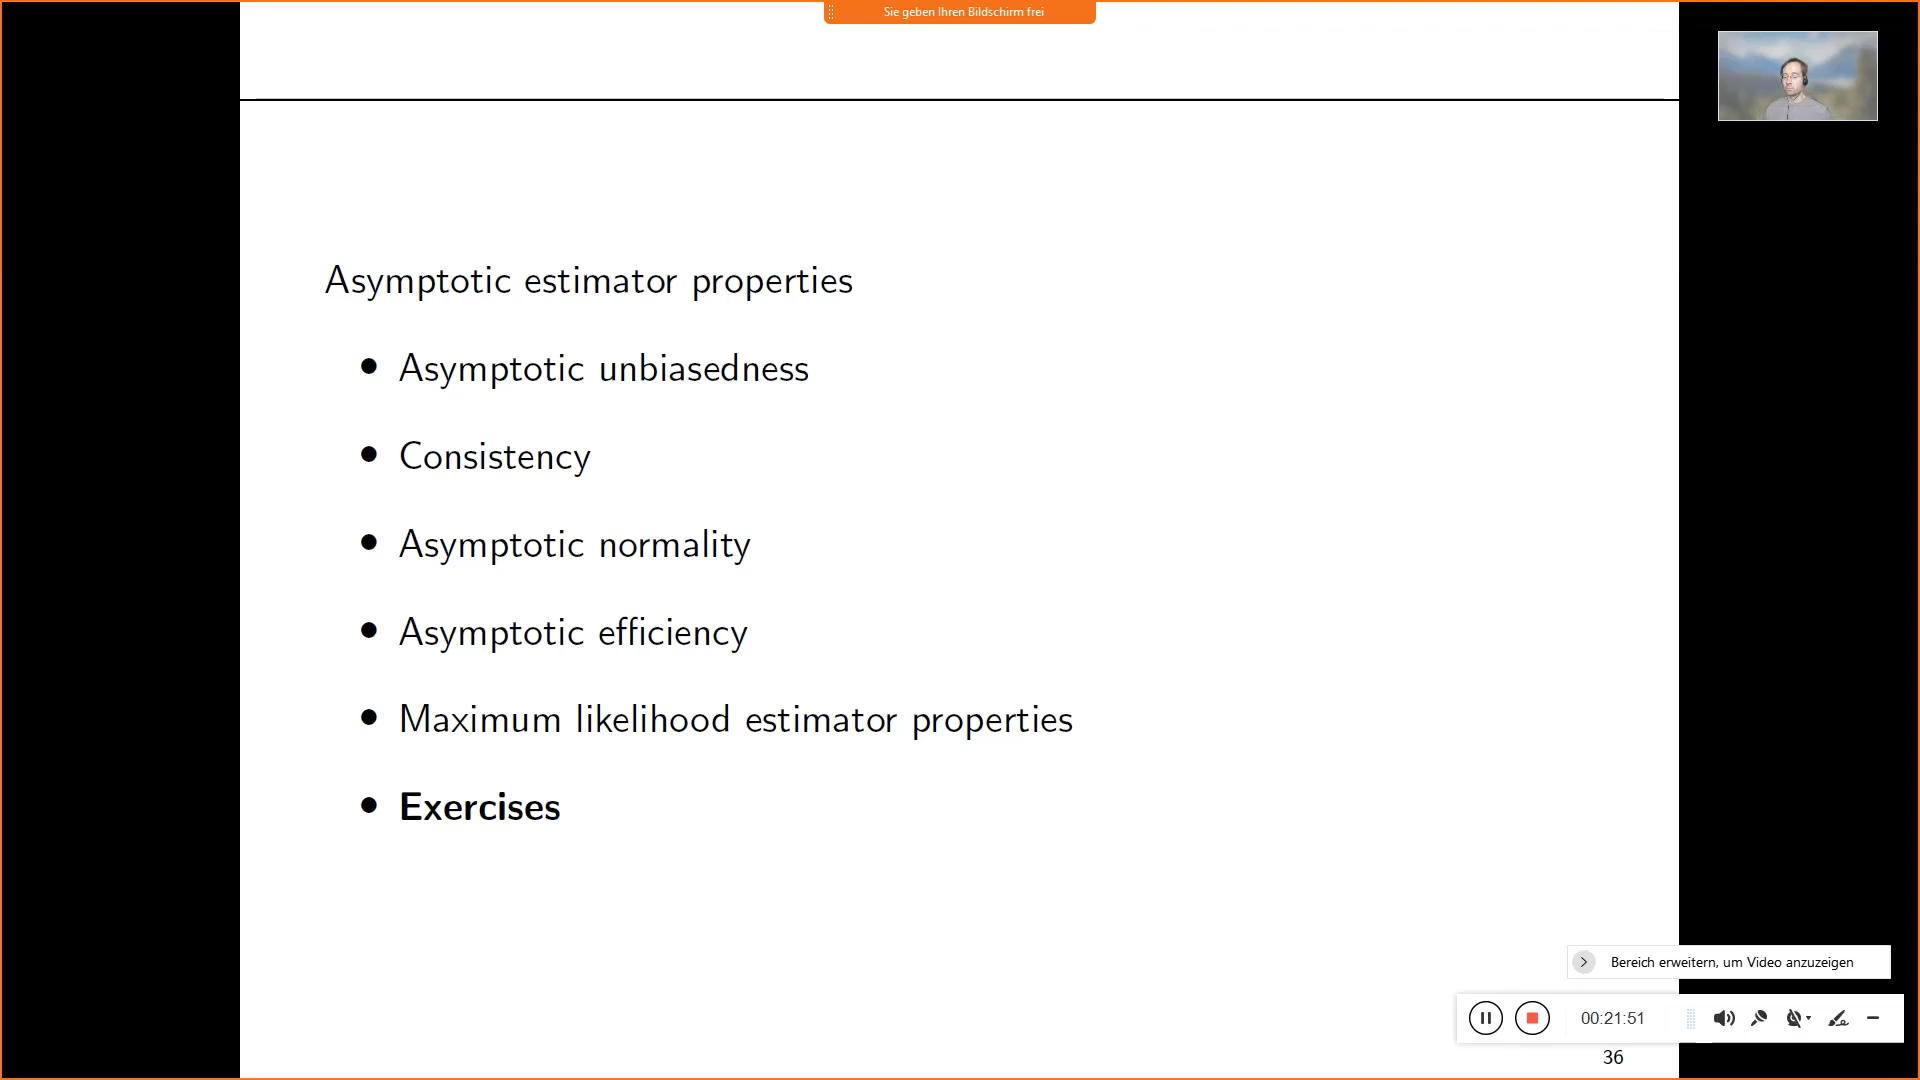 Sie geben Ihren Bildschirm frei
Asymptotic estimator properties
• Asymptotic unbiasedness
• Consistency
• Asymptotic normality
• Asymptotic efficiency
• Maximum likelihood estimator properties
• Exercises
Bereich erweitern, um Video anzuzeigen
00:21:51
36